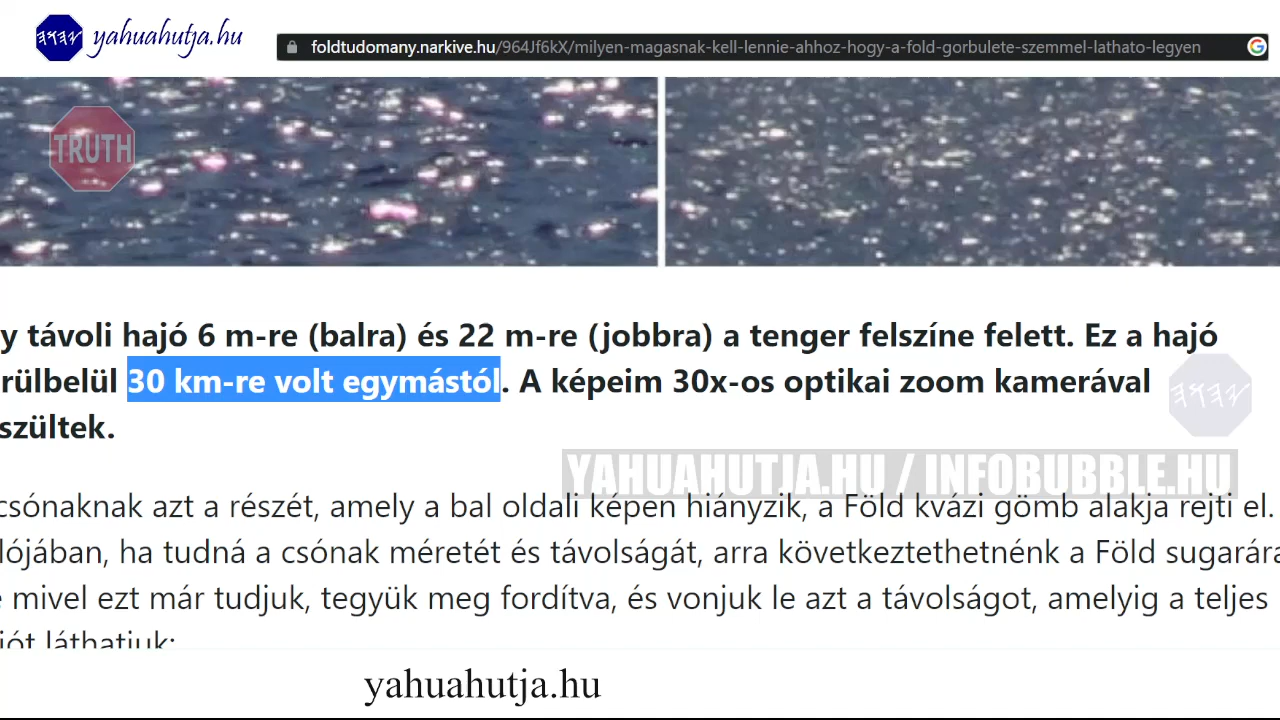 yahuahutja.hu
foldtudomany.narkive.hu/964Jf6kX/milyen-magasnak-kell-lennie-ahhoz-hogy-a-fold-gorbulete-szemmel-lathato-legyen
TRUTH
y távoli hajó 6 m-re (balra) és 22 m-re (jobbra) a tenger felszíne felett. Ez a hajó
rülbelül 30 km-re volt egymástól. A képeim 30x-os optikai zoom kamerával
szültek.
YAHUAHUTJA.HU / INFOBUBBLE.HU
csónaknak azt a részét, amely a bal oldali képen hiányzik, a Föld kvázi gömb alakja rejti el.
lójában, ha tudná a csónak méretét és távolságát, arra következtethetnénk a Föld sugarára
e mivel ezt már tudjuk, tegyük meg fordítva, és vonjuk le azt a távolságot, amelyig a teljes
jót láthatjuk:
yahuahutja.hu